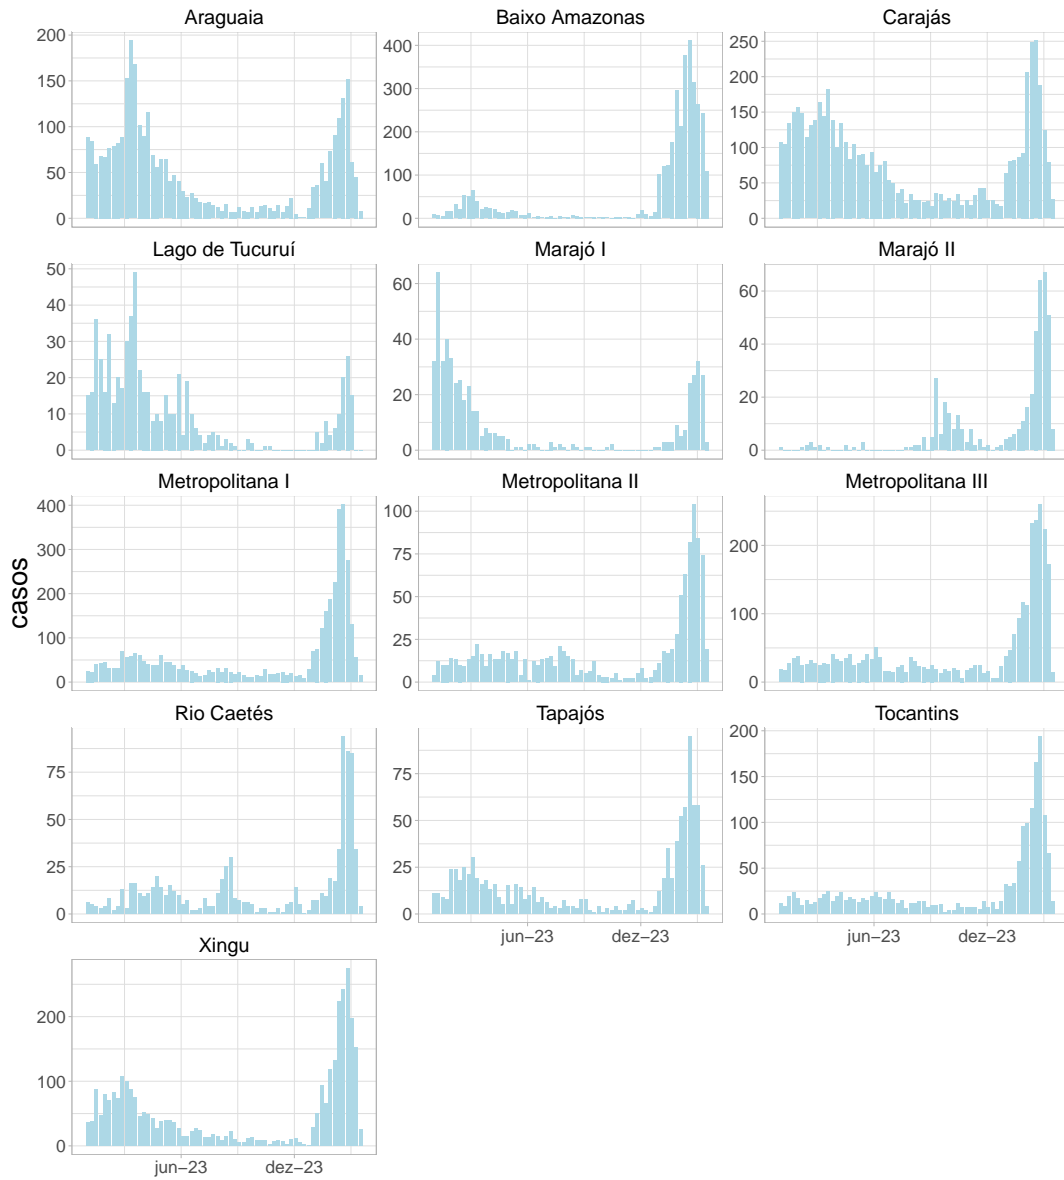 Araguaia
Baixo Amazonas
Carajás
200
150
100
50
0
400
300
200
100
0
250
200
150
100
50
0
Lago de Tucuruí
Marajó I
Marajó II
50
40
30
20
10
0
60
40
20
0
60
40
20
0
Metropolitana I
Metropolitana II
Metropolitana III
casos
400
300
200
100
0
100
75
50
25
0
200
100
0
Rio Caetés
Tapajós
Tocantins
75
50
25
0
75
50
25
0
200
150
100
50
0
jun−23
dez−23
jun−23
dez−23
Xingu
200
100
0
jun−23
dez−23